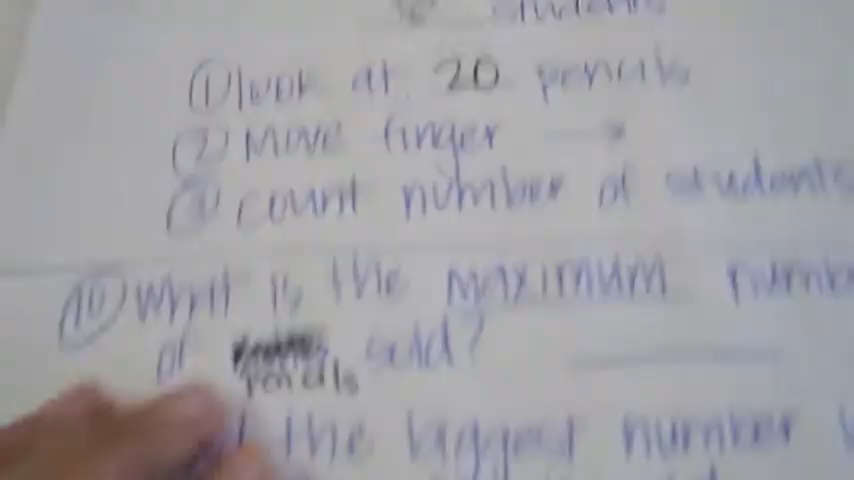 students
① look at 20 pencils
② Move finger →
③ count number of students
⑩ What is the maximum
of pencils sold?
the biggest number